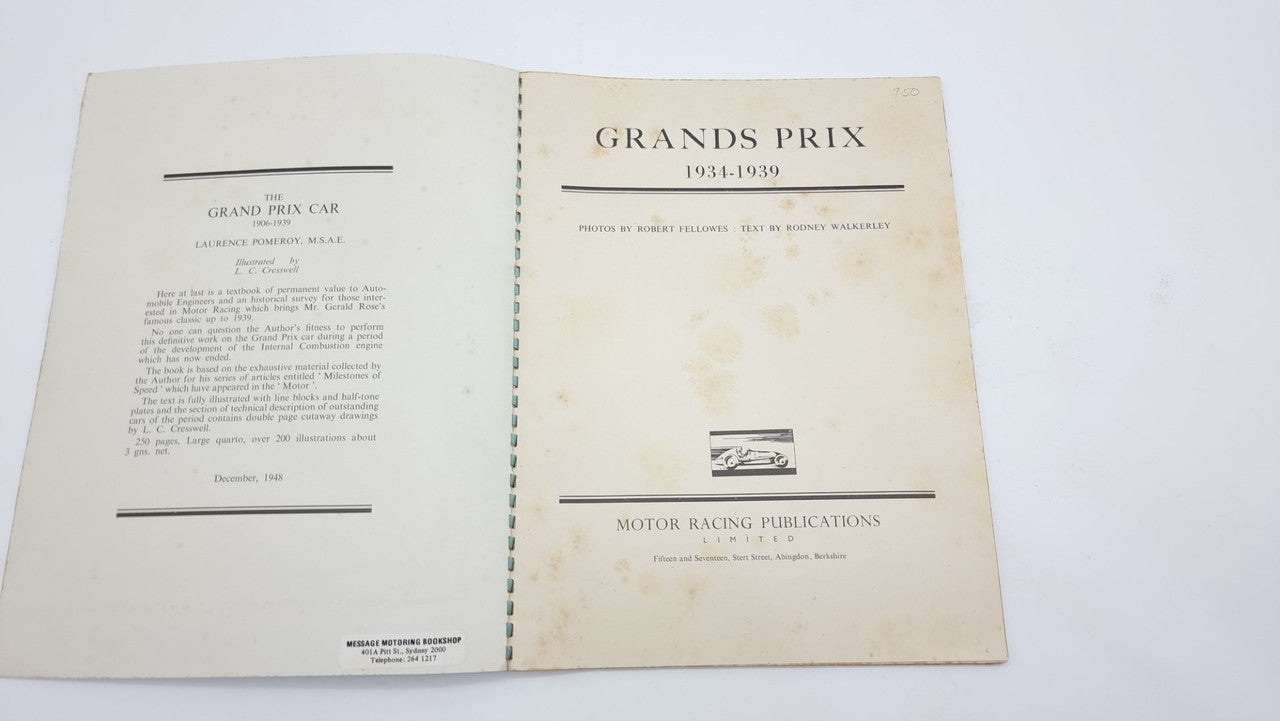 THE
GRAND PRIX CAR
1906-1939
LAURENCE POMEROY, M.S.A.E.
Illustrated by
L. C. Cresswell
Here at last is a textbook of permanent value to Auto-
mobile Engineers and an historical survey for those inter-
ested in Motor Racing which brings Mr. Gerald Rose's
famous classic up to 1939.
No one can question the Author's fitness to perform
this definitive work on the Grand Prix car during a period
of the development of the Internal Combustion engine
which has now ended.
The book is based on the exhaustive material collected by
the Author for his series of articles entitled ' Milestones of
Speed ' which have appeared in the ' Motor '.
The text is fully illustrated with line blocks and half-tone
plates and the section of technical description of outstanding
cars of the period contains double page cutaway drawings
by L. C. Cresswell.
250 pages, Large quarto, over 200 illustrations about
3 gns. net.
December, 1948
MESSAGE MOTORING BOOKSHOP
401A Pitt St., Sydney 2000
Telephone: 264 1217
GRANDS PRIX
1934-1939
PHOTOS BY ROBERT FELLOWES : TEXT BY RODNEY WALKERLEY
MOTOR RACING PUBLICATIONS
LIMITED
Fifteen and Seventeen, Stert Street, Abingdon, Berkshire